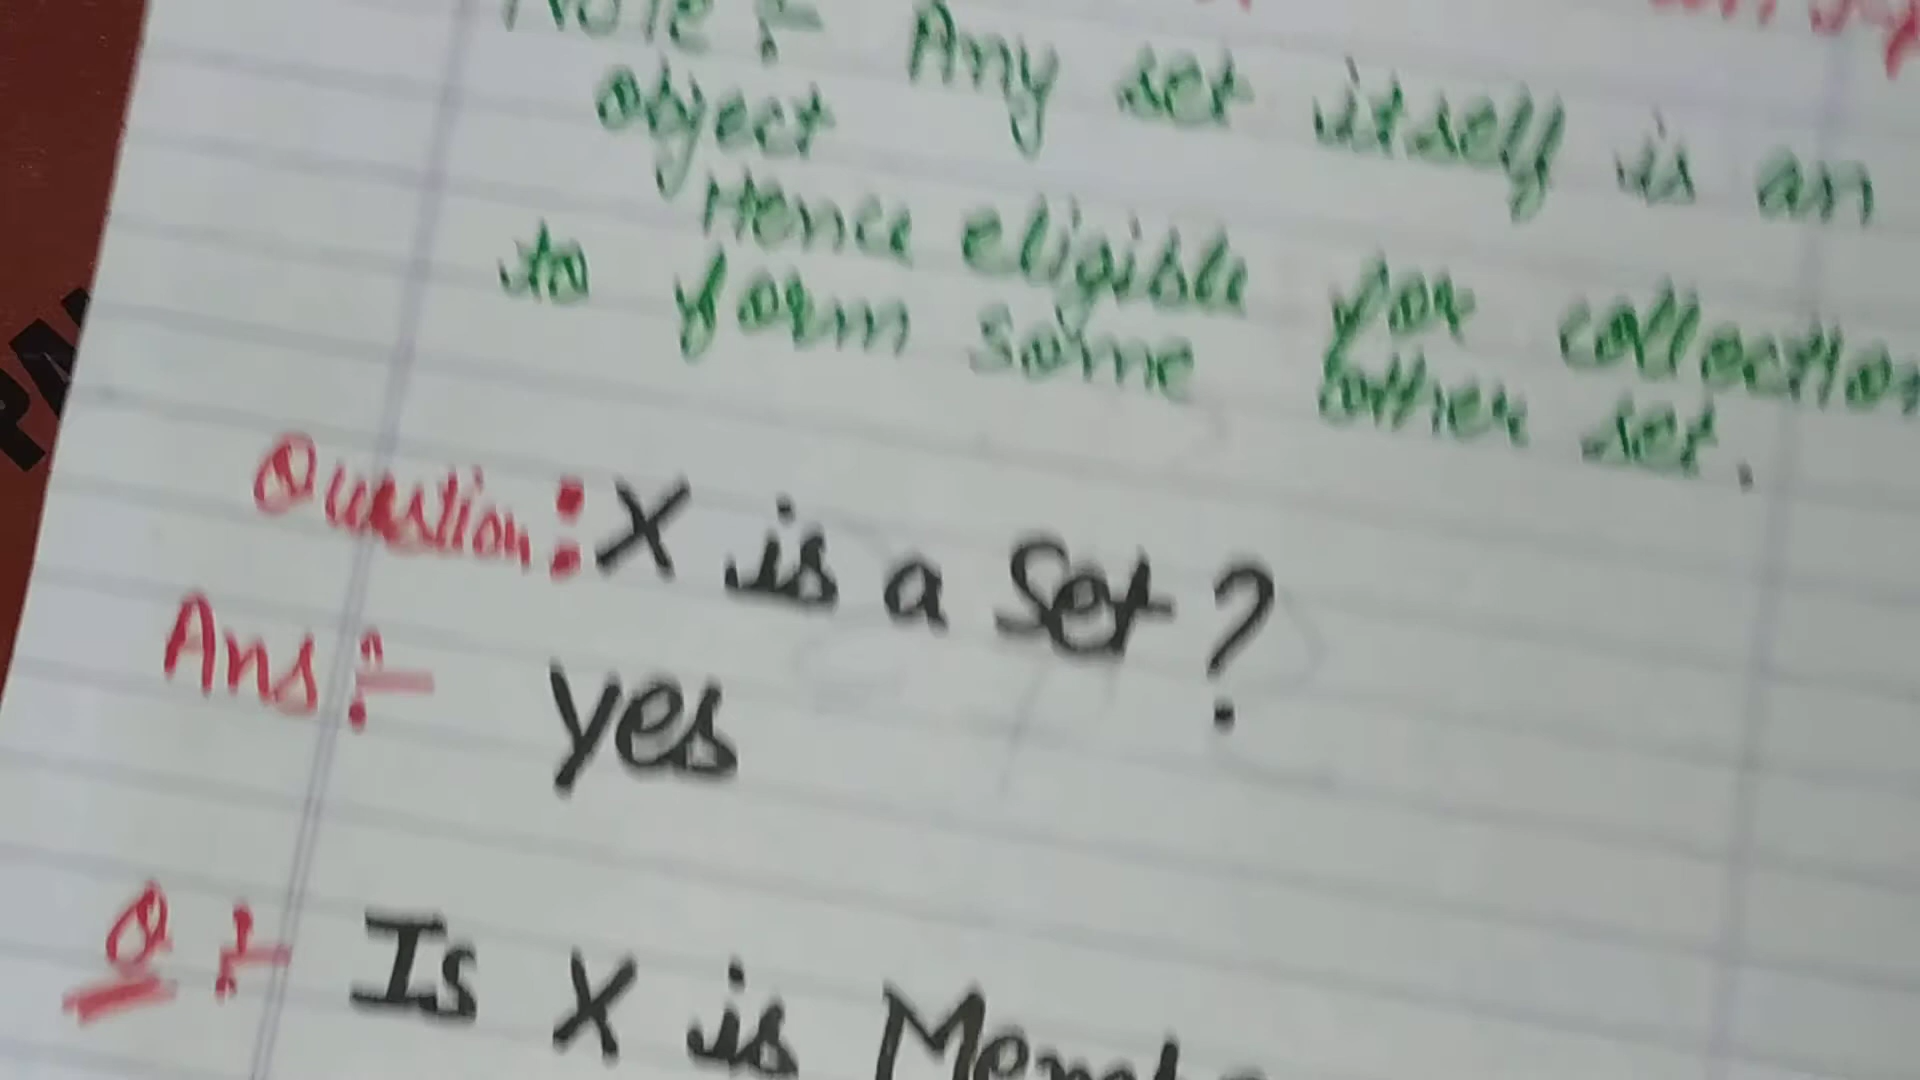 Note :- Any set itself is an
object
Hence eligible for collection
to form some other set.
Question: X is a Set?
Ans :- yes
Q :- Is X is